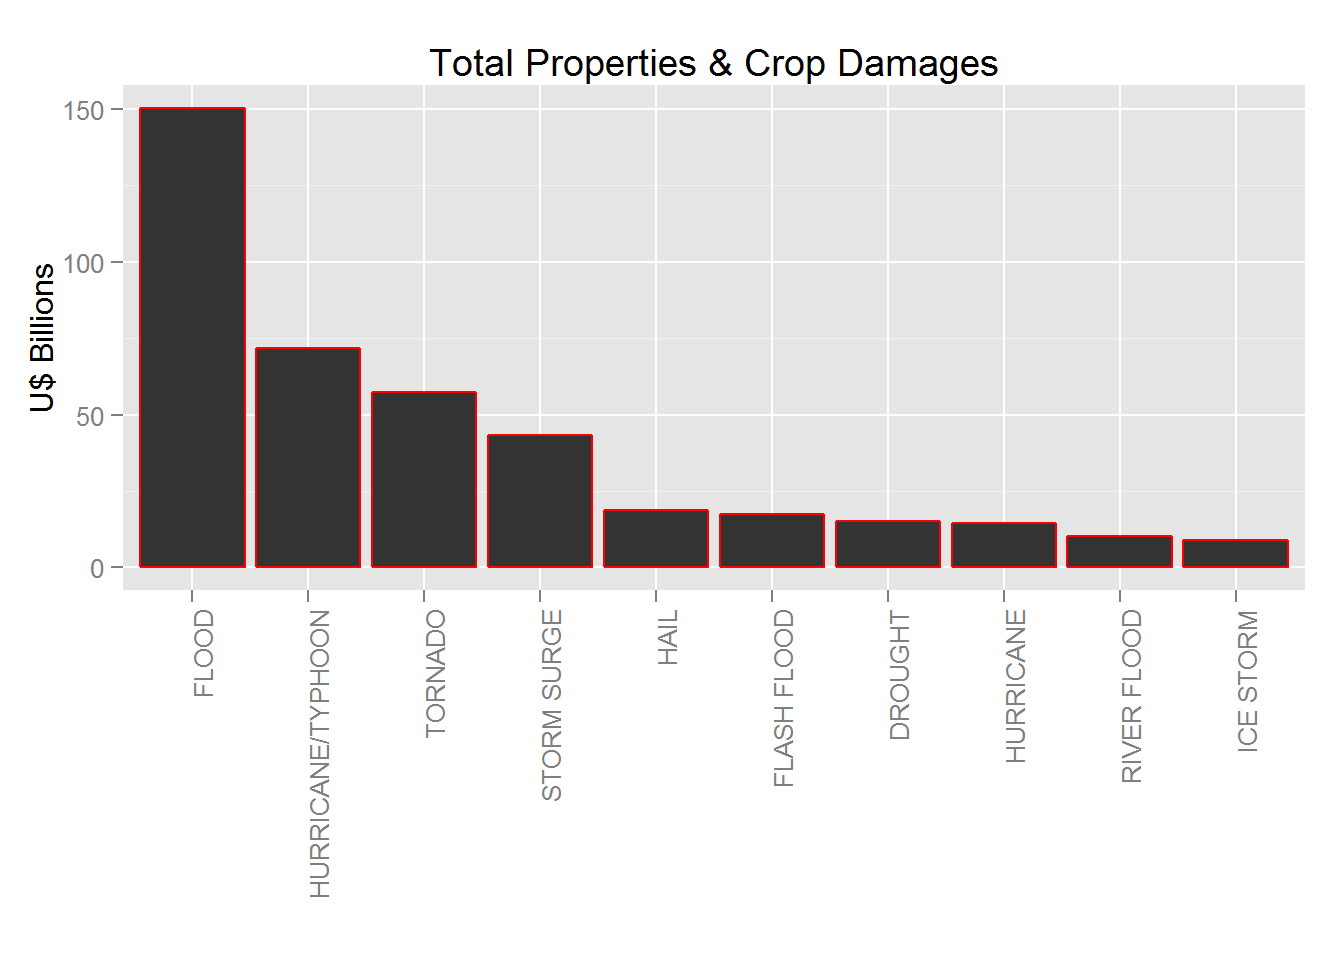 Total Properties & Crop Damages
U$ Billions
150
100
50
0
FLOOD
HURRICANE/TYPHOON
TORNADO
STORM SURGE
HAIL
FLASH FLOOD
DROUGHT
HURRICANE
RIVER FLOOD
ICE STORM